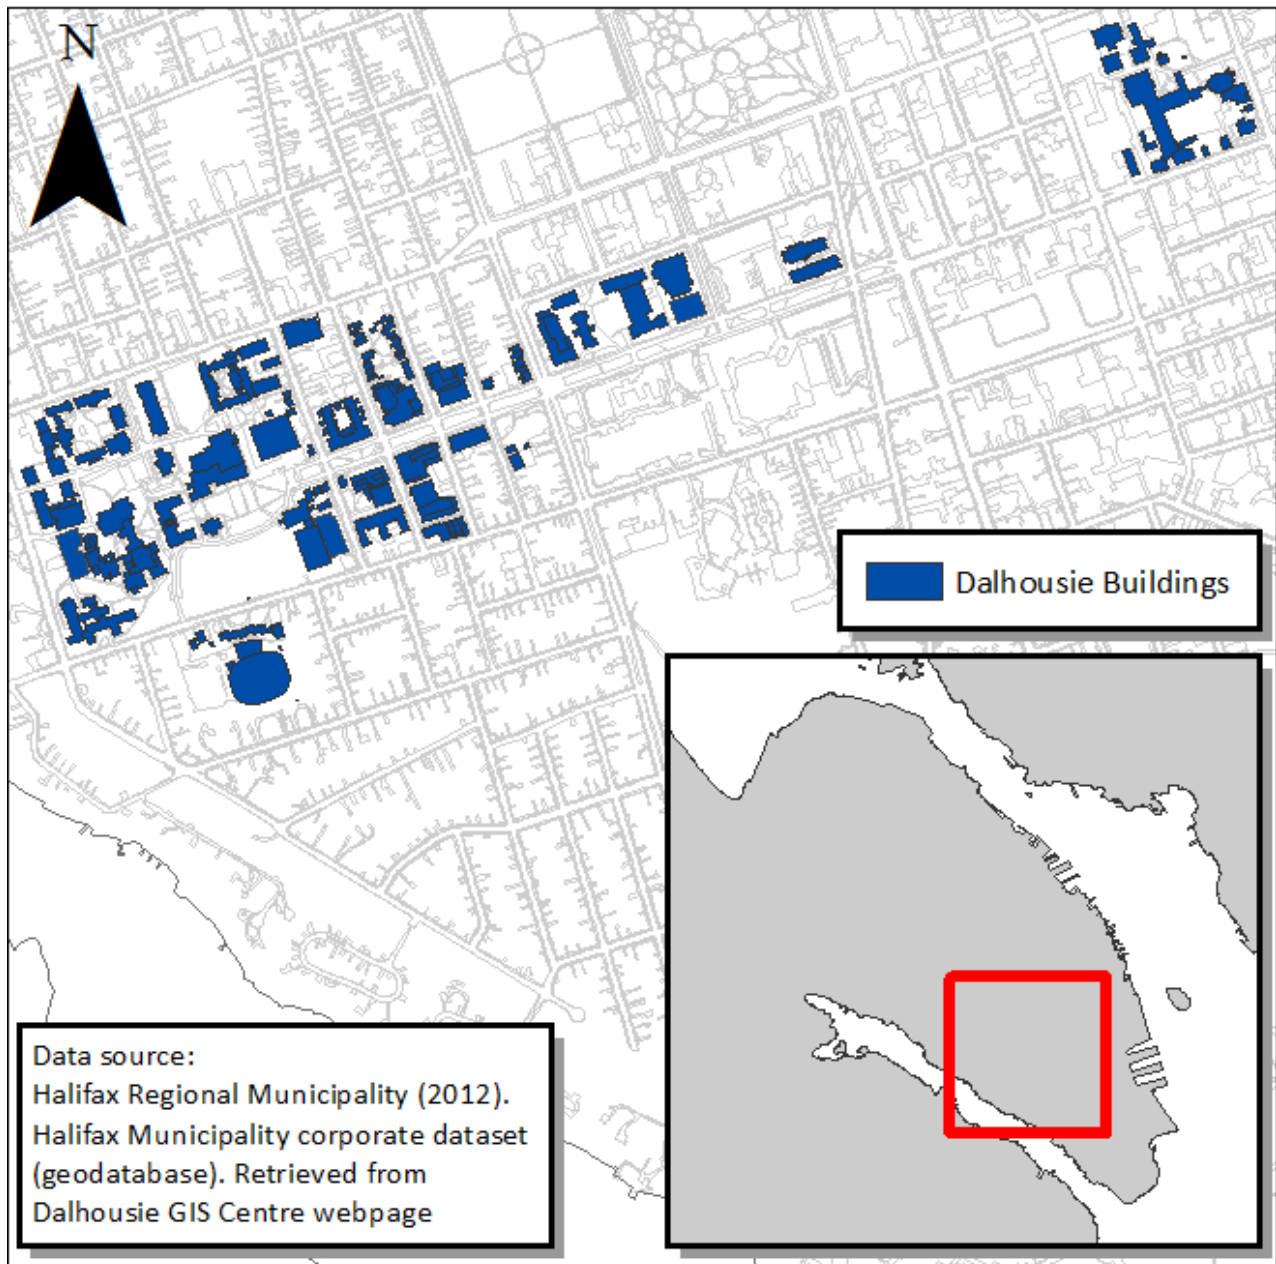 N
Dalhousie Buildings
Data source:
Halifax Regional Municipality (2012).
Halifax Municipality corporate dataset
(geodatabase). Retrieved from
Dalhousie GIS Centre webpage